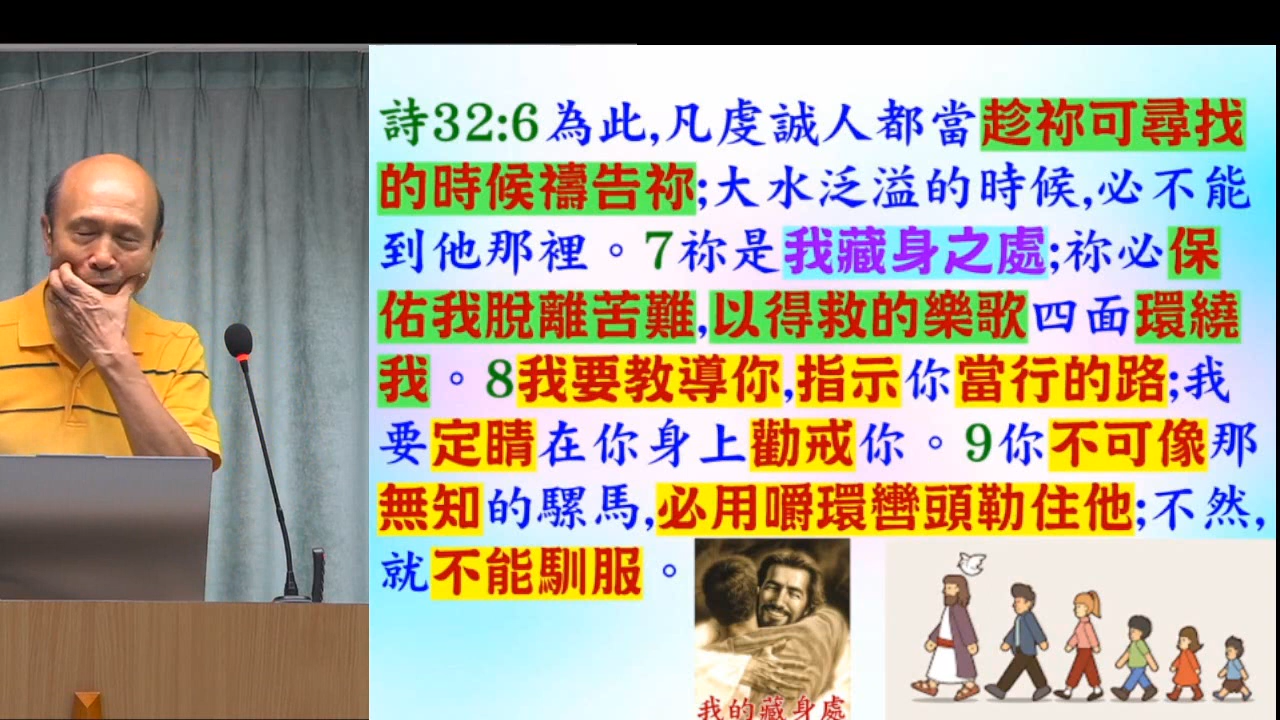 詩32:6為此,凡虔誠人都當趁祢可尋找
的時候禱告祢;大水泛溢的時候,必不能
到他那裡。7祢是我藏身之處;祢必保
佑我脫離苦難,以得救的樂歌四面環繞
我。8我要教導你,指示你當行的路;我
要定睛在你身上勸戒你。9你不可像那
無知的騾馬,必用嚼環轡頭勒住他;不然,
就不能馴服。
我的藏身處